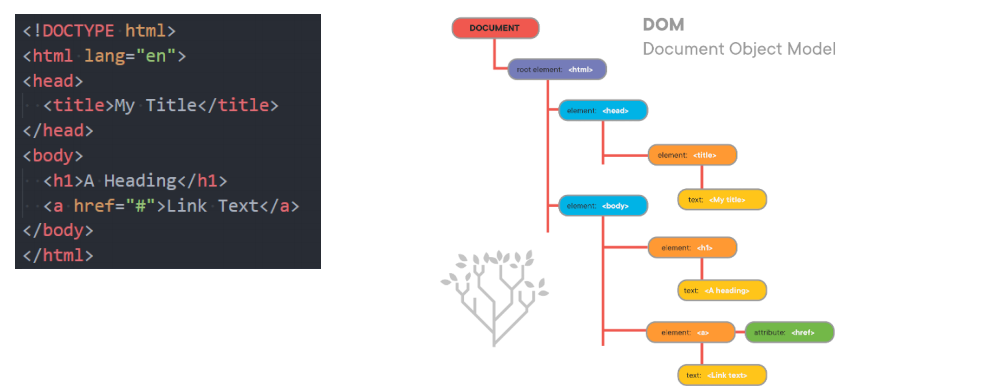 <!DOCTYPE html>
<html lang="en">
<head>
<title>My Title</title>
</head>
<body>
<h1>A Heading</h1>
<a href="#">Link Text</a>
</body>
</html>
DOM
Document Object Model
DOCUMENT
root element: <html>
element: <head>
element: <title>
text: <My title>
element: <body>
element: <h1>
text: <A heading>
element: <a>
attribute: <href>
text: <Link text>